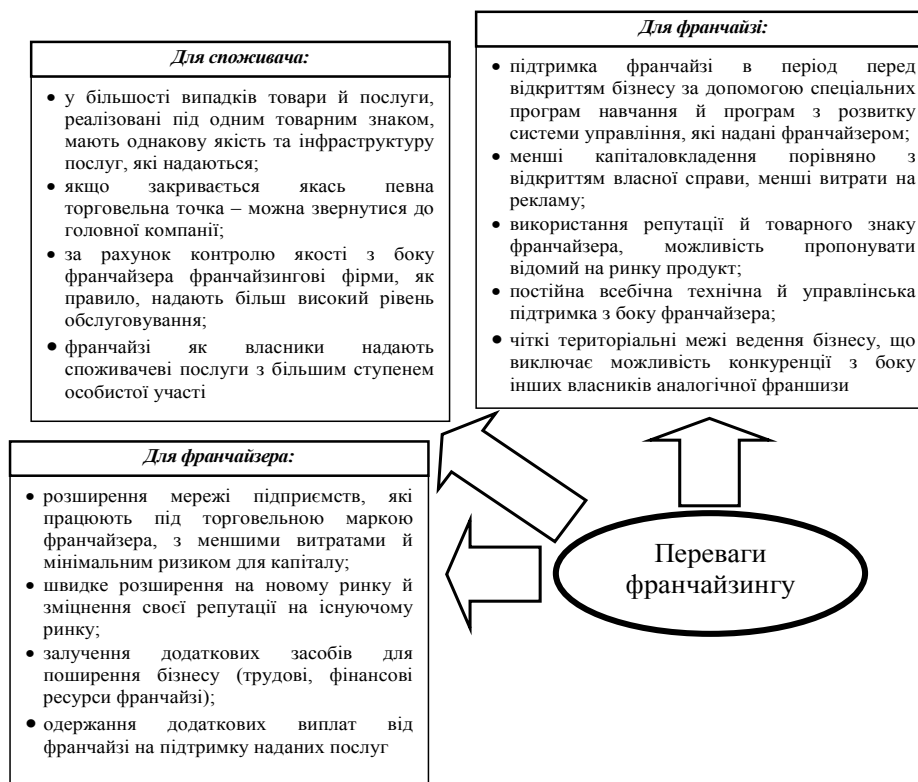 Для споживача:
у більшості випадків товари й послуги,
реалізовані під одним товарним знаком,
мають однакову якість та інфраструктуру
послуг, які надаються;
якщо закривається якась певна
торговельна точка – можна звернутися до
головної компанії;
за рахунок контролю якості з боку
франчайзера франчайзингові фірми, як
правило, надають більш високий рівень
обслуговування;
франчайзі як власники надають
споживачеві послуги з більшим ступенем
особистої участі
Для франчайзі:
підтримка франчайзі в період перед
відкриттям бізнесу за допомогою спеціальних
програм навчання й програм з розвитку
системи управління, які надані франчайзером;
менші капіталовкладення порівняно з
відкриттям власної справи, менші витрати на
рекламу;
використання репутації й товарного знаку
франчайзера, можливість пропонувати
відомий на ринку продукт;
постійна всебічна технічна й управлінська
підтримка з боку франчайзера;
чіткі територіальні межі ведення бізнесу, що
виключає можливість конкуренції з боку
інших власників аналогічної франшизи
Для франчайзера:
розширення мережі підприємств, які
працюють під торговельною маркою
франчайзера, з меншими витратами й
мінімальним ризиком для капіталу;
швидке розширення на новому ринку й
зміцнення своєї репутації на існуючому
ринку;
залучення додаткових засобів для
поширення бізнесу (трудові, фінансові
ресурси франчайзі);
одержання додаткових виплат від
франчайзі на підтримку наданих послуг
Переваги
франчайзингу